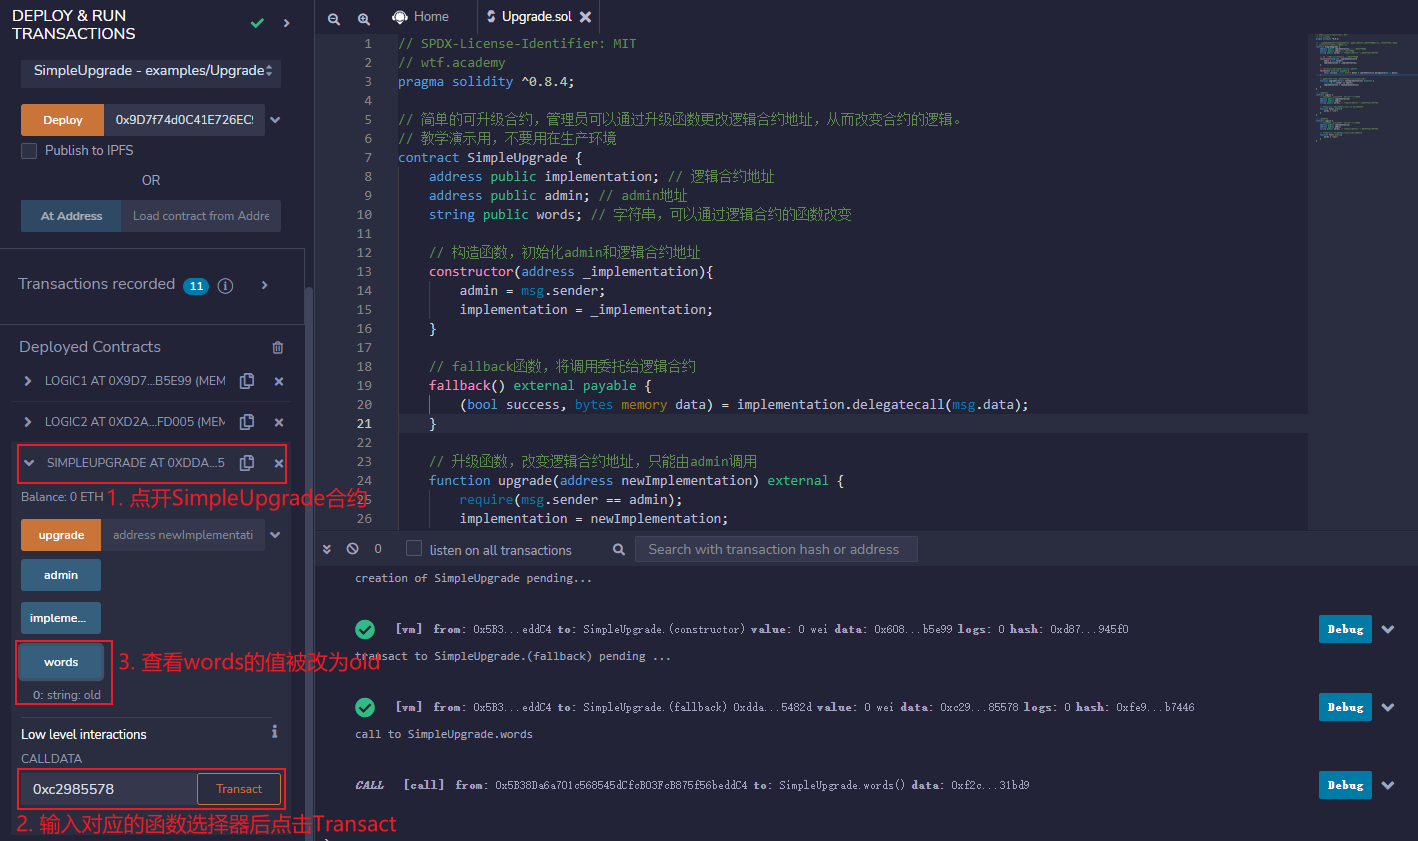 DEPLOY & RUN
TRANSACTIONS
SimpleUpgrade - examples/Upgrade
Deploy 0x9D7f74d0C41E726EC9
Publish to IPFS
OR
At Address Load contract from Addre
Transactions recorded 11 i
Deployed Contracts
LOGIC1 AT 0X9D7...B5E99 (MEM
LOGIC2 AT 0XD2A...FD005 (MEM
SIMPLEUPGRADE AT 0XDDA...5
Balance: 0 ETH
1. 点开SimpleUpgrade合约
upgrade address newImplementati
admin
impleme...
words
3. 查看words的值被改为old
0: string: old
Low level interactions i
CALLDATA
0xc2985578 Transact
2. 输入对应的函数选择器后点击Transact
Home Upgrade.sol
1 // SPDX-License-Identifier: MIT
2 // wtf.academy
3 pragma solidity ^0.8.4;
4
5 // 简单的可升级合约，管理员可以通过升级函数更改逻辑合约地址，从而改变合约的逻辑。
6 // 教学演示用，不要用在生产环境
7 contract SimpleUpgrade {
8 address public implementation; // 逻辑合约地址
9 address public admin; // admin地址
10 string public words; // 字符串，可以通过逻辑合约的函数改变
11
12 // 构造函数，初始化admin和逻辑合约地址
13 constructor(address _implementation){
14 admin = msg.sender;
15 implementation = _implementation;
16 }
17
18 // fallback函数，将调用委托给逻辑合约
19 fallback() external payable {
20 (bool success, bytes memory data) = implementation.delegatecall(msg.data);
21 }
22
23 // 升级函数，改变逻辑合约地址，只能由admin调用
24 function upgrade(address newImplementation) external {
25 require(msg.sender == admin);
26 implementation = newImplementation;
0 listen on all transactions Search with transaction hash or address
creation of SimpleUpgrade pending...
[vm] from: 0x5B3...eddC4 to: SimpleUpgrade.(constructor) value: 0 wei data: 0x608...b5e99 logs: 0 hash: 0xd87...945f0 Debug
transact to SimpleUpgrade.(fallback) pending ...
[vm] from: 0x5B3...eddC4 to: SimpleUpgrade.(fallback) 0xdda...5482d value: 0 wei data: 0xc29...85578 logs: 0 hash: 0xfe9...b7446 Debug
call to SimpleUpgrade.words
CALL [call] from: 0x5B38Da6a701c568545dCfcB03FcB875f56beddC4 to: SimpleUpgrade.words() data: 0xf2c...31bd9 Debug